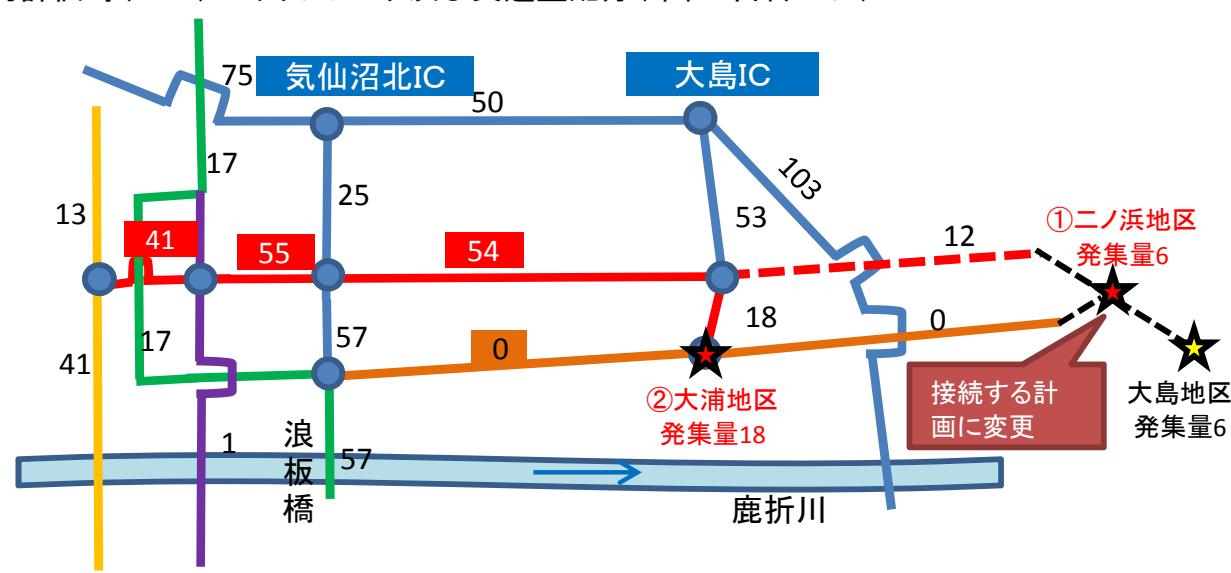 75
気仙沼北IC
大島IC
50
17
25
103
13
53
①二ノ浜地区
発集量6
41
55
54
12
17
57
0
18
0
41
②大浦地区
発集量18
接続する計
画に変更
大島地区
発集量6
1
浪板橋
57
鹿折川